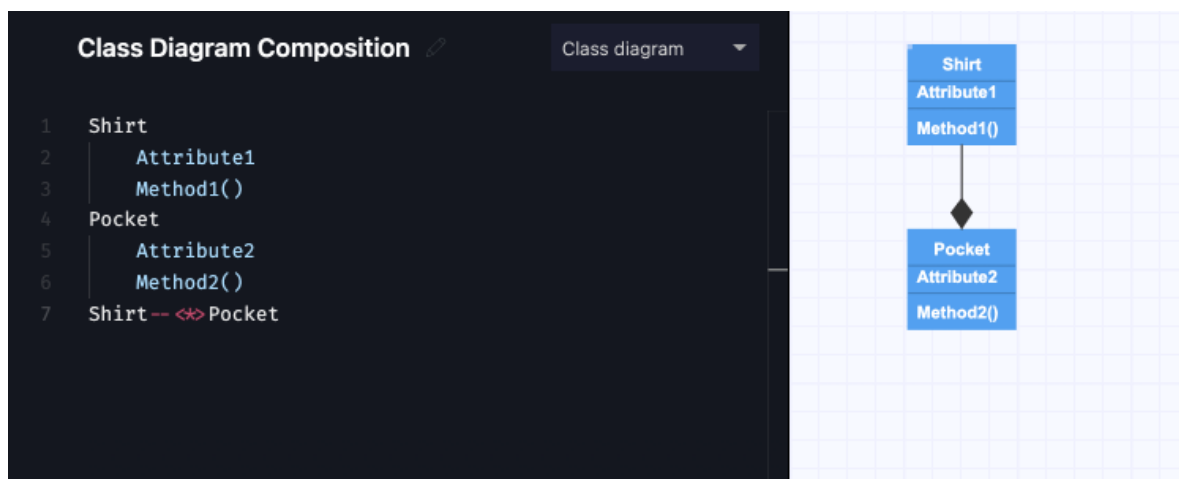 Class Diagram Composition
Class diagram
1 Shirt
2 Attribute1
3 Method1()
4 Pocket
5 Attribute2
6 Method2()
7 Shirt--<*>Pocket
Shirt
Attribute1
Method1()
Pocket
Attribute2
Method2()